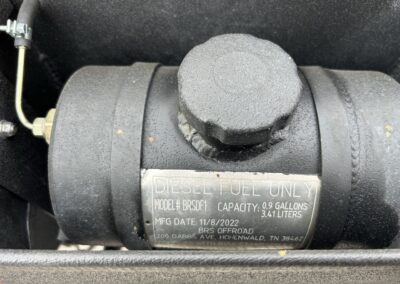 DIESEL FUEL ONLY
MODEL# BRSDF1 CAPACITY: 0.9 GALLONS
3.41 LITERS
MFG DATE 11/8/2022
BRS OFFROAD
AVE, HOHENWALD, TN 38462